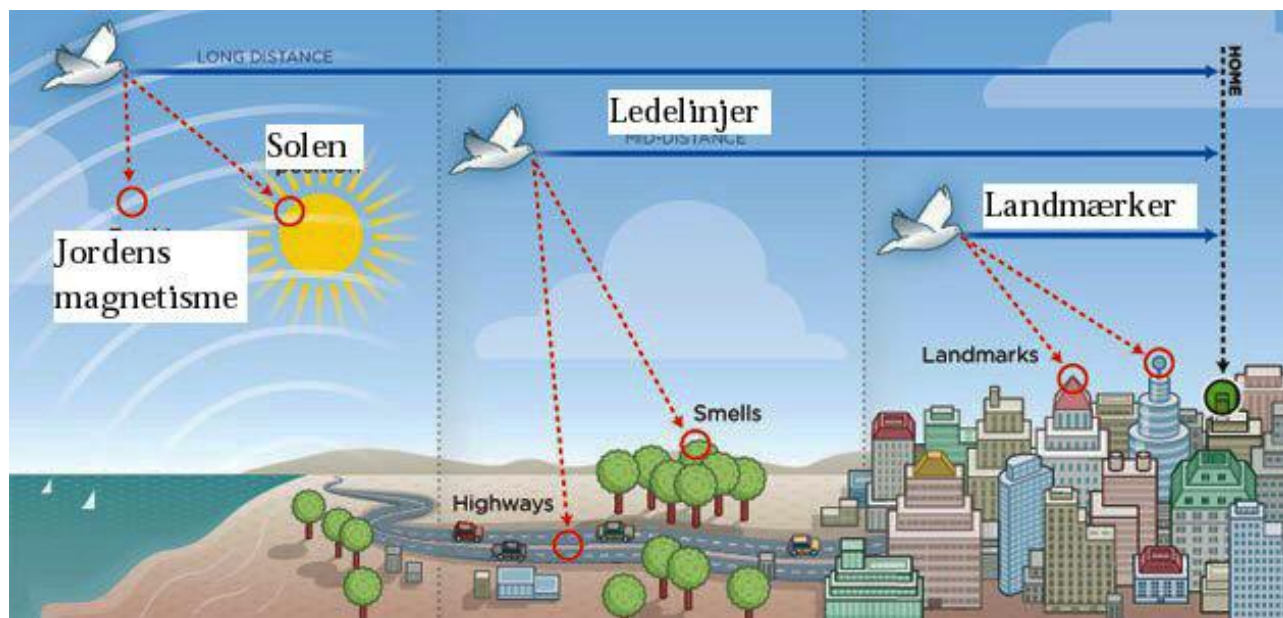 LONG DISTANCE
HOME
Solen
Jordens
magnetisme
Ledelinjer
MID-DISTANCE
Landmærker
Landmarks
Smells
Highways